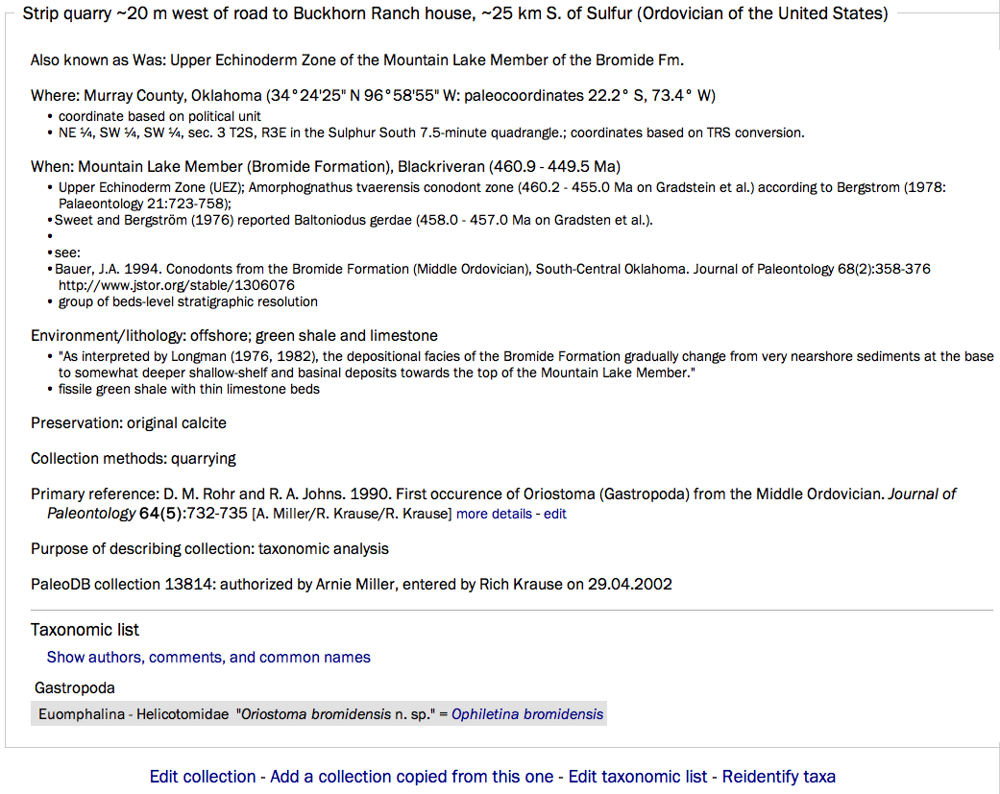 Strip quarry ~20 m west of road to Buckhorn Ranch house, ~25 km S. of Sulfur (Ordovician of the United States)
Also known as Was: Upper Echinoderm Zone of the Mountain Lake Member of the Bromide Fm.
Where: Murray County, Oklahoma (34°24'25" N 96°58'55" W: paleocoordinates 22.2° S, 73.4° W)
• coordinate based on political unit
• NE ¼, SW ¼, SW ¼, sec. 3 T2S, R3E in the Sulphur South 7.5-minute quadrangle.; coordinates based on TRS conversion.
When: Mountain Lake Member (Bromide Formation), Blackriveran (460.9 - 449.5 Ma)
• Upper Echinoderm Zone (UEZ); Amorphognathus tvaerensis conodont zone (460.2 - 455.0 Ma on Gradstein et al.) according to Bergstrom (1978:
Palaeontology 21:723-758);
•Sweet and Bergström (1976) reported Baltoniodus gerdae (458.0 - 457.0 Ma on Gradsten et al.).
•
•see:
•Bauer, J.A. 1994. Conodonts from the Bromide Formation (Middle Ordovician), South-Central Oklahoma. Journal of Paleontology 68(2):358-376
http://www.jstor.org/stable/1306076
• group of beds-level stratigraphic resolution
Environment/lithology: offshore; green shale and limestone
• "As interpreted by Longman (1976, 1982), the depositional facies of the Bromide Formation gradually change from very nearshore sediments at the base
to somewhat deeper shallow-shelf and basinal deposits towards the top of the Mountain Lake Member."
• fissile green shale with thin limestone beds
Preservation: original calcite
Collection methods: quarrying
Primary reference: D. M. Rohr and R. A. Johns. 1990. First occurence of Oriostoma (Gastropoda) from the Middle Ordovician. Journal of
Paleontology 64(5):732-735 [A. Miller/R. Krause/R. Krause] more details - edit
Purpose of describing collection: taxonomic analysis
PaleoDB collection 13814: authorized by Arnie Miller, entered by Rich Krause on 29.04.2002
Taxonomic list
Show authors, comments, and common names
Gastropoda
Euomphalina - Helicotomidae "Oriostoma bromidensis n. sp." = Ophiletina bromidensis
Edit collection - Add a collection copied from this one - Edit taxonomic list - Reidentify taxa